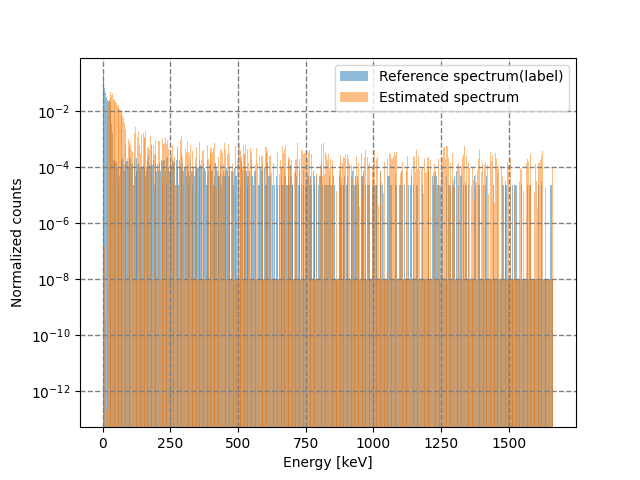 Reference spectrum(label)
Estimated spectrum
Normalized counts
10⁻²
10⁻⁴
10⁻⁶
10⁻⁸
10⁻¹⁰
10⁻¹²
0 250 500 750 1000 1250 1500
Energy [keV]